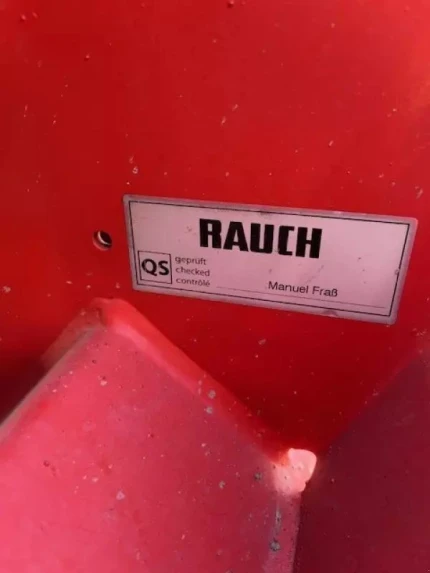 RAUCH
QS
geprüft
checked
contrôlé
Manuel Fraß